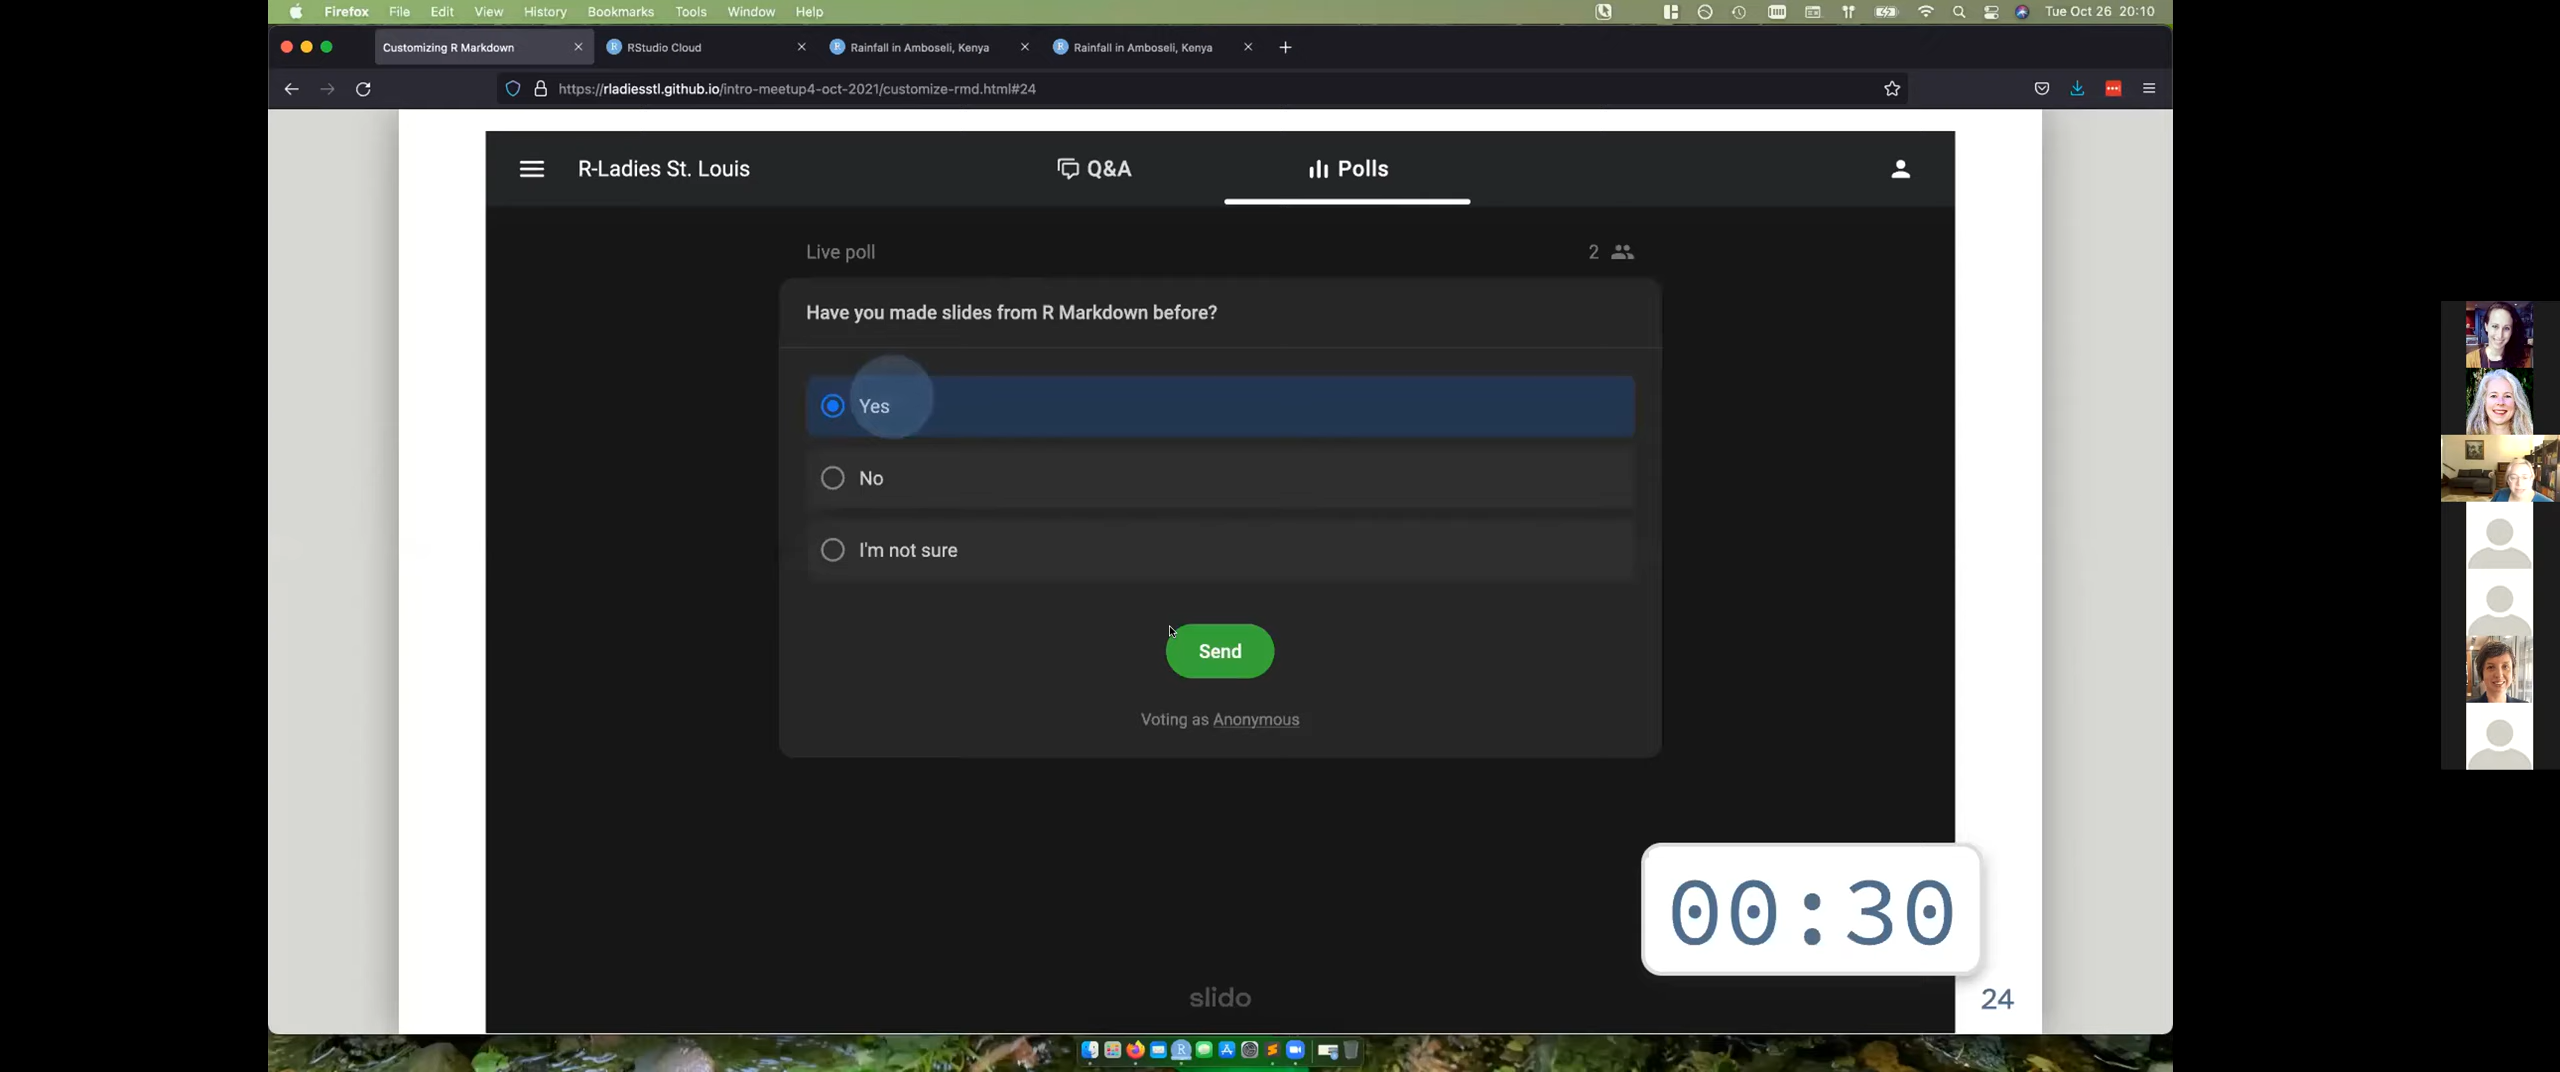 Firefox File Edit View History Bookmarks Tools Window Help Tue Oct 26 20:10
Customizing R Markdown RStudio Cloud Rainfall in Amboseli, Kenya Rainfall in Amboseli, Kenya
https://rladiesstl.github.io/intro-meetup4-oct-2021/customize-rmd.html#24
R-Ladies St. Louis Q&A Polls
Live poll 2
Have you made slides from R Markdown before?
Yes
No
I'm not sure
Send
Voting as Anonymous
00:30
slido
24